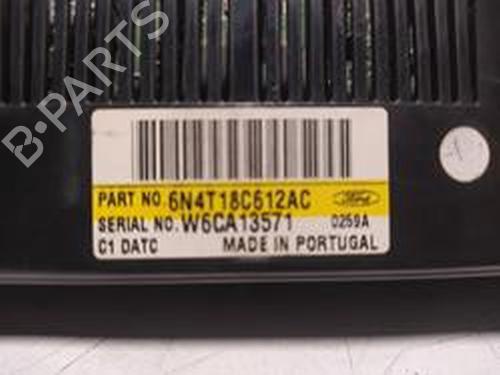 B-PARTS
PART NO. 6N4T18C612AC Ford
SERIAL NO. W6CA13571 0259A
C1 DATC MADE IN PORTUGAL